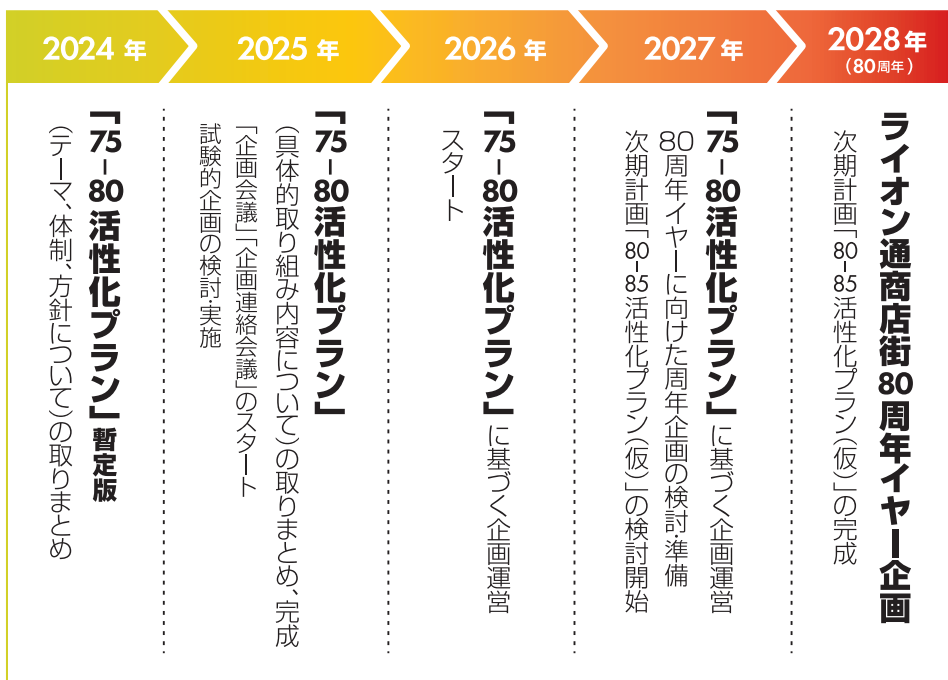 2024年
2025年
2026年
2027年
2028年
(80周年)
「75-80活性化プラン」暫定版
(テーマ、体制、方針について)の取りまとめ
「75-80活性化プラン」
(具体的取り組み内容について)の取りまとめ、完成
「企画会議」「企画連絡会議」のスタート
試験的企画の検討・実施
「75-80活性化プラン」に基づく企画運営
スタート
「75-80活性化プラン」に基づく企画運営
80周年イヤーに向けた周年企画の検討・準備
次期計画「80-85活性化プラン(仮)」の検討開始
ライオン通商店街80周年イヤー企画
次期計画「80-85活性化プラン(仮)」の完成